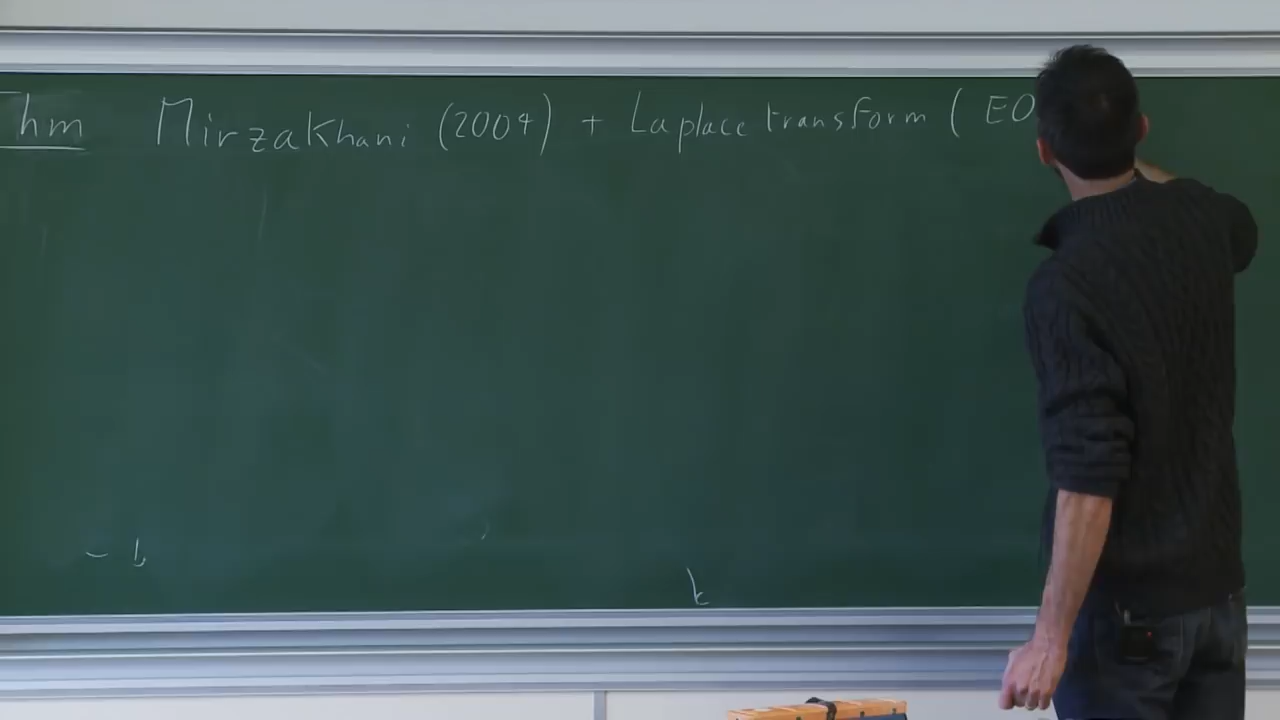 Thm Mirzakhani (2004) + Laplace transform ( EO